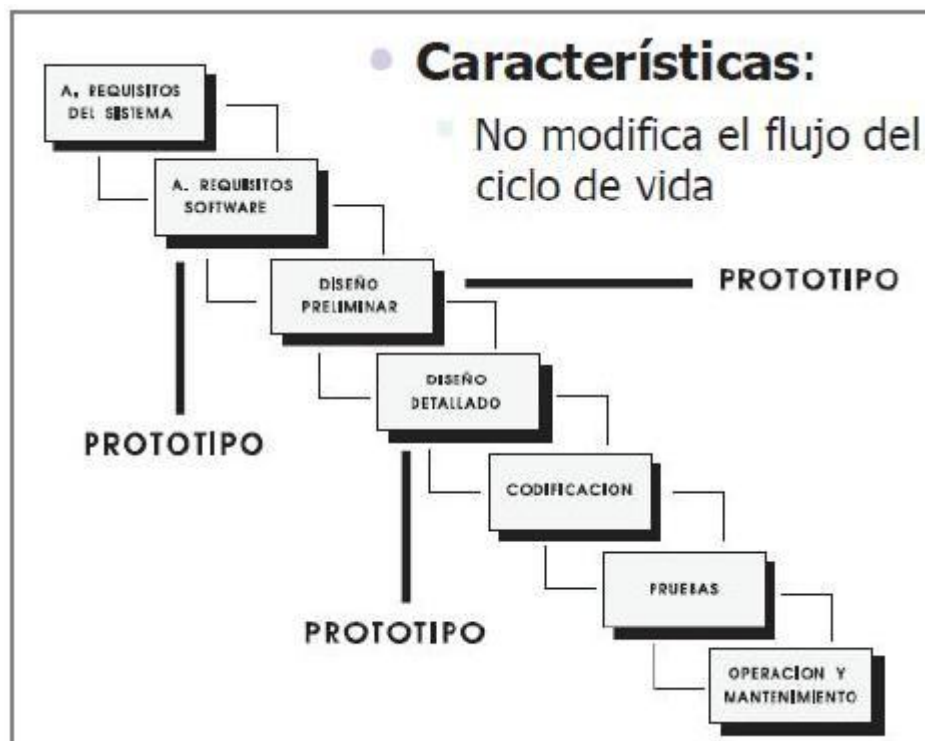 Características:
No modifica el flujo del
ciclo de vida
A. REQUISITOS
DEL SISTEMA
A. REQUISITOS
SOFTWARE
DISEÑO
PRELIMINAR
PROTOTIPO
DISEÑO
DETALLADO
PROTOTIPO
CODIFICACION
PRUEBAS
PROTOTIPO
OPERACION Y
MANTENIMIENTO